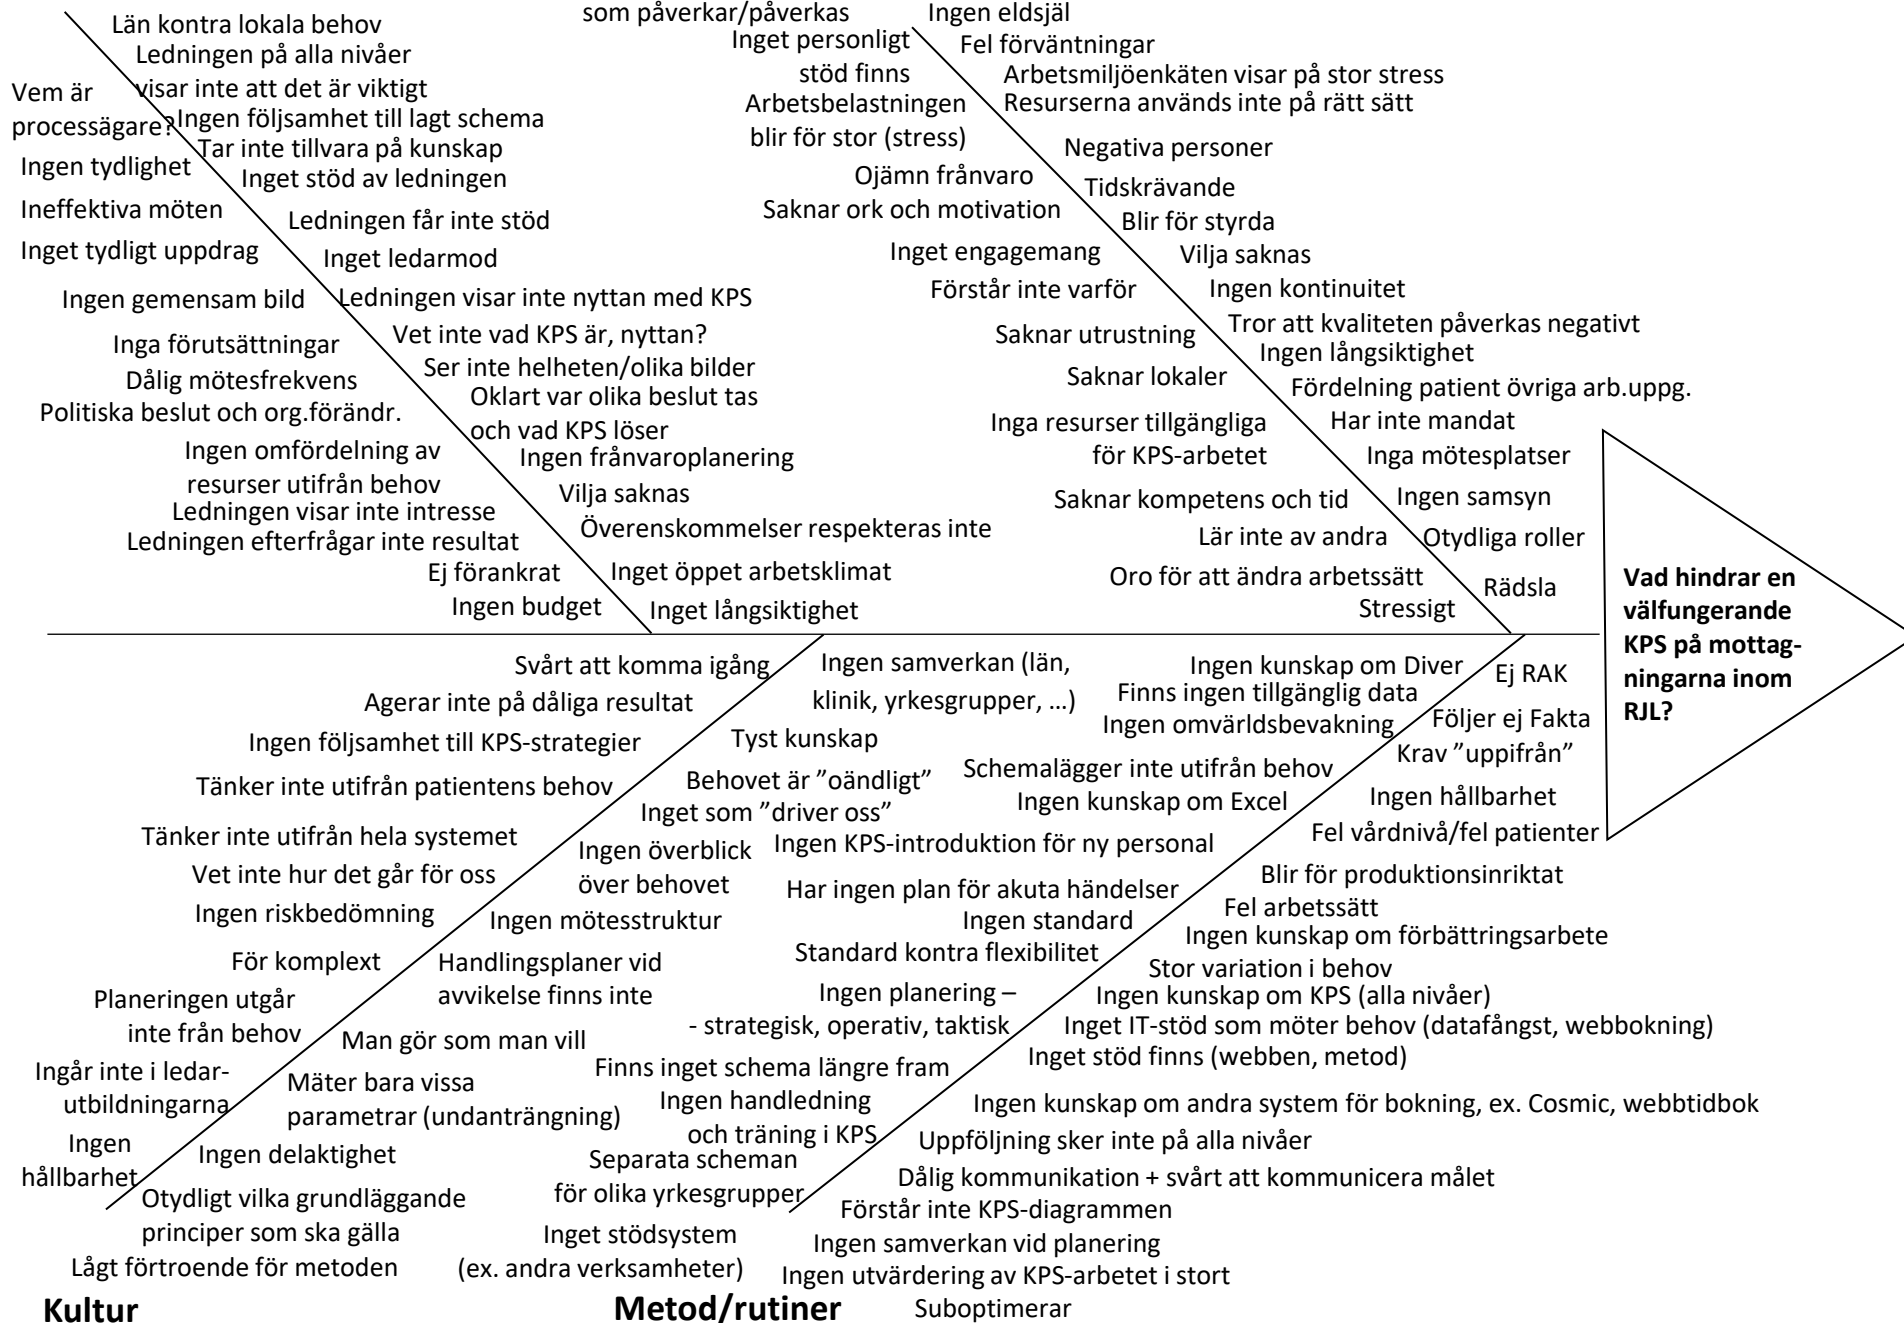 Län kontra lokala behov
Ledningen på alla nivåer
visar inte att det är viktigt
Vem är
processägare?
Ingen följsamhet till lagt schema
Tar inte tillvara på kunskap
Ingen tydlighet
Inget stöd av ledningen
Ineffektiva möten
Ledningen får inte stöd
Inget tydligt uppdrag
Inget ledarmod
Ingen gemensam bild
Ledningen visar inte nyttan med KPS
Inga förutsättningar
Vet inte vad KPS är, nyttan?
Dålig mötesfrekvens
Ser inte helheten/olika bilder
Politiska beslut och org.förändr.
Oklart var olika beslut tas
och vad KPS löser
Ingen omfördelning av
resurser utifrån behov
Ingen frånvaroplanering
Ledningen visar inte intresse
Vilja saknas
Ledningen efterfrågar inte resultat
Överenskommelser respekteras inte
Ej förankrat
Inget öppet arbetsklimat
Ingen budget
Inget långsiktighet
som påverkar/påverkas
Inget personligt
stöd finns
Arbetsbelastningen
blir för stor (stress)
Ojämn frånvaro
Saknar ork och motivation
Inget engagemang
Förstår inte varför
Saknar utrustning
Saknar lokaler
Inga resurser tillgängliga
för KPS-arbetet
Saknar kompetens och tid
Lär inte av andra
Oro för att ändra arbetssätt
Stressigt
Ingen eldsjäl
Fel förväntningar
Arbetsmiljöenkäten visar på stor stress
Resurserna används inte på rätt sätt
Negativa personer
Tidskrävande
Blir för styrda
Vilja saknas
Ingen kontinuitet
Tror att kvaliteten påverkas negativt
Ingen långsiktighet
Fördelning patient övriga arb.uppg.
Har inte mandat
Inga mötesplatser
Ingen samsyn
Otydliga roller
Rädsla
Vad hindrar en
välfungerande
KPS på mottag-
ningarna inom
RJL?
Svårt att komma igång
Agerar inte på dåliga resultat
Ingen följsamhet till KPS-strategier
Tänker inte utifrån patientens behov
Tänker inte utifrån hela systemet
Vet inte hur det går för oss
Ingen riskbedömning
För komplext
Planeringen utgår
inte från behov
Ingår inte i ledar-
utbildningarna
Ingen
hållbarhet
Ingen samverkan (län,
klinik, yrkesgrupper, …)
Tyst kunskap
Behovet är ”oändligt”
Inget som ”driver oss”
Ingen överblick
över behovet
Ingen mötesstruktur
Handlingsplaner vid
avvikelse finns inte
Man gör som man vill
Mäter bara vissa
parametrar (undanträngning)
Ingen delaktighet
Otydligt vilka grundläggande
principer som ska gälla
Lågt förtroende för metoden
Kultur
Ingen kunskap om Diver
Finns ingen tillgänglig data
Ingen omvärldsbevakning
Schemalägger inte utifrån behov
Ingen kunskap om Excel
Ingen KPS-introduktion för ny personal
Har ingen plan för akuta händelser
Ingen standard
Standard kontra flexibilitet
Ingen planering –
- strategisk, operativ, taktisk
Finns inget schema längre fram
Ingen handledning
och träning i KPS
Separata scheman
för olika yrkesgrupper
Inget stödsystem
(ex. andra verksamheter)
Metod/rutiner
Ej RAK
Följer ej Fakta
Krav ”uppifrån”
Ingen hållbarhet
Fel vårdnivå/fel patienter
Blir för produktionsinriktat
Fel arbetssätt
Ingen kunskap om förbättringsarbete
Stor variation i behov
Ingen kunskap om KPS (alla nivåer)
Inget IT-stöd som möter behov (datafångst, webbokning)
Inget stöd finns (webben, metod)
Ingen kunskap om andra system för bokning, ex. Cosmic, webbtidbok
Uppföljning sker inte på alla nivåer
Dålig kommunikation + svårt att kommunicera målet
Förstår inte KPS-diagrammen
Ingen samverkan vid planering
Ingen utvärdering av KPS-arbetet i stort
Suboptimerar